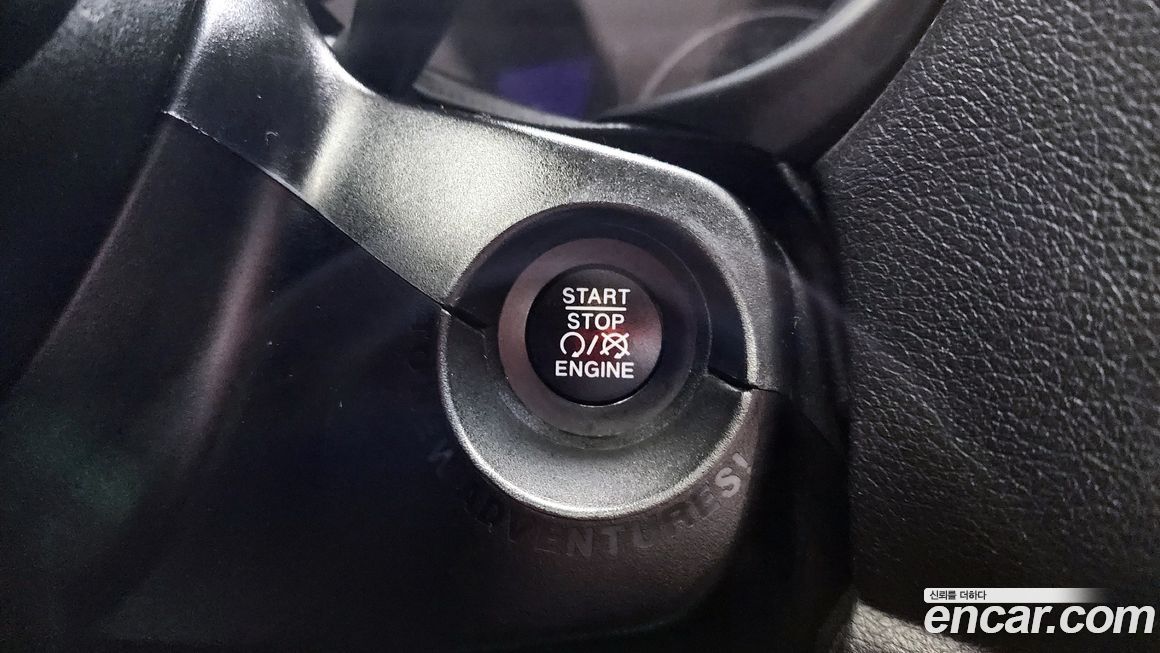 START
STOP
ENGINE
ADVENTURES!
신뢰를 더하다
encar.com